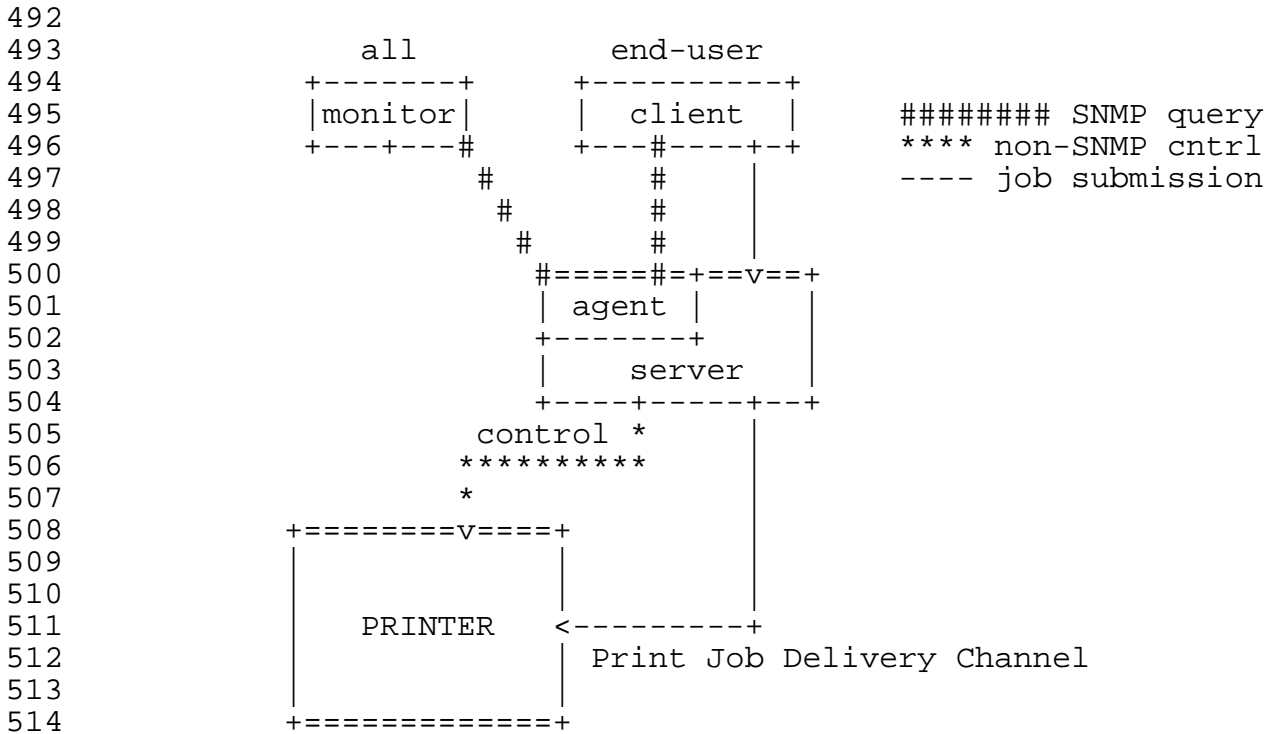 492
493                all         end-user
494             +-------+     +----------+
495             |monitor|     |  client  |     ######## SNMP query
496             +---+---#     +---#----+-+     **** non-SNMP cntrl
497                      #        #    |       ---- job submission
498                       #       #    |
499                        #      #    |
500                         #=====#=+==v==+
501                         | agent |     |
502                         +-------+     |
503                         |    server   |
504                         +----+-----+--+
505                      control *     |
506                     **********     |
507                     *              |
508            +========v====+         |
509            |             |         |
510            |             |         |
511            |   PRINTER   <---------+
512            |             | Print Job Delivery Channel
513            |             |
514            +=============+